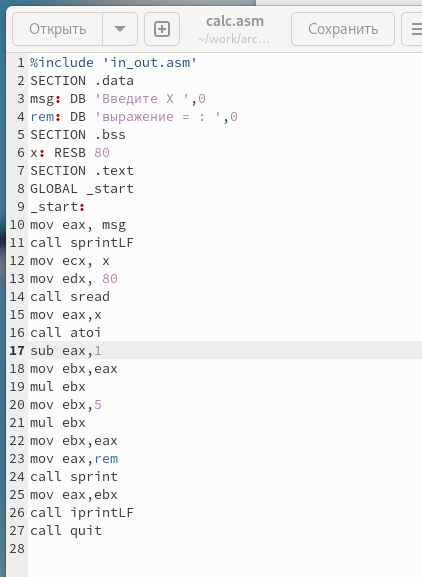 Открыть
calc.asm
~/work/arc...
Сохранить
1 %include 'in_out.asm'
2 SECTION .data
3 msg: DB 'Введите X ',0
4 rem: DB 'выражение = : ',0
5 SECTION .bss
6 x: RESB 80
7 SECTION .text
8 GLOBAL _start
9 _start:
10 mov eax, msg
11 call sprintLF
12 mov ecx, x
13 mov edx, 80
14 call sread
15 mov eax,x
16 call atoi
17 sub eax,1
18 mov ebx,eax
19 mul ebx
20 mov ebx,5
21 mul ebx
22 mov ebx,eax
23 mov eax,rem
24 call sprint
25 mov eax,ebx
26 call iprintLF
27 call quit
28